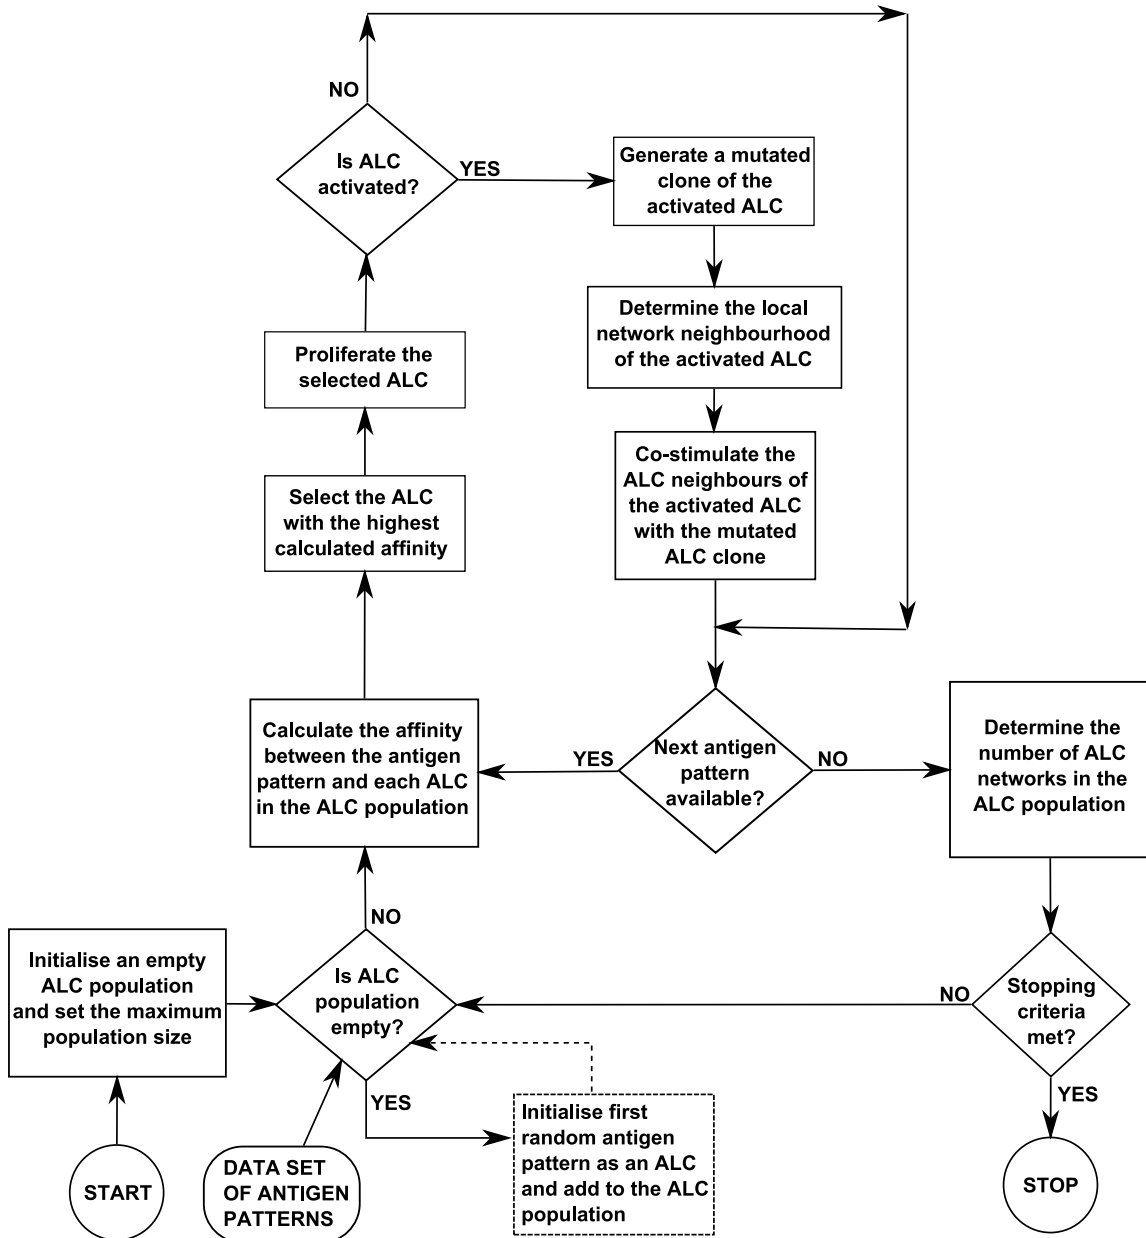 NO
Is ALC
activated?
YES
Generate a mutated
clone of the
activated ALC
Determine the local
network neighbourhood
of the activated ALC
Proliferate the
selected ALC
Co-stimulate the
ALC neighbours of
the activated ALC
with the mutated
ALC clone
Select the ALC
with the highest
calculated affinity
Calculate the affinity
between the antigen
pattern and each ALC
in the ALC population
YES
Next antigen
pattern
available?
NO
Determine the
number of ALC
networks in the
ALC population
NO
Initialise an empty
ALC population
and set the maximum
population size
Is ALC
population
empty?
NO
Stopping
criteria
met?
YES
YES
Initialise first
random antigen
pattern as an ALC
and add to the ALC
population
START
DATA SET
OF ANTIGEN
PATTERNS
STOP